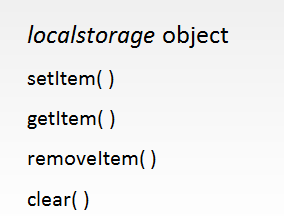 localstorage object
setItem( )
getItem( )
removeItem( )
clear( )